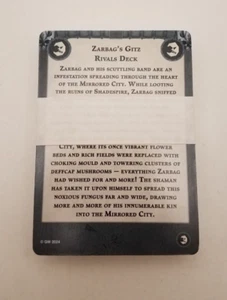 Zarbag's Gitz
Rivals Deck
Zarbag and his scuttling band are an
infestation spreading through the heart
of the Mirrored City. While looting
the ruins of Shadespire, Zarbag sniffed
City, where its once vibrant flower
beds and rich fields were replaced with
choking mould and towering clusters of
deffcap mushrooms – everything Zarbag
had wished for and more! The shaman
has taken it upon himself to spread this
noxious fungus far and wide, drawing
more and more of his innumerable kin
into the Mirrored City.
© GW 2024